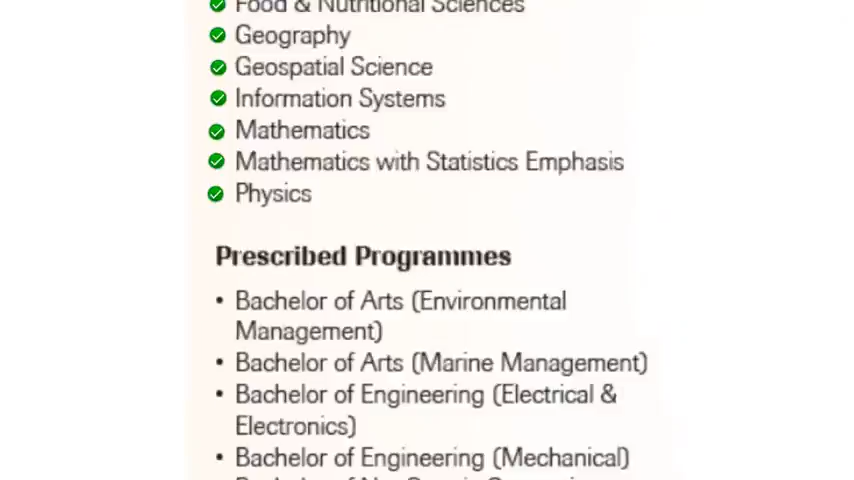 Food & Nutritional Sciences
Geography
Geospatial Science
Information Systems
Mathematics
Mathematics with Statistics Emphasis
Physics
Prescribed Programmes
• Bachelor of Arts (Environmental
Management)
• Bachelor of Arts (Marine Management)
• Bachelor of Engineering (Electrical &
Electronics)
• Bachelor of Engineering (Mechanical)